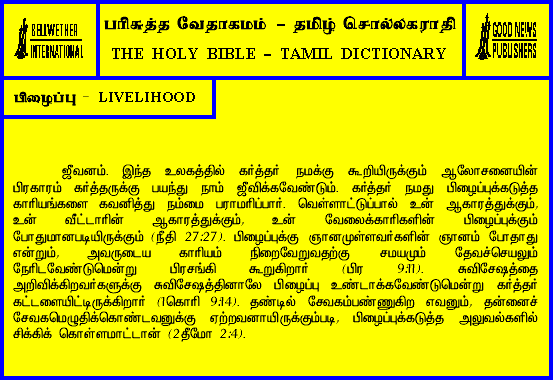 BELLWETHER
INTERNATIONAL
பரிசுத்த வேதாகமம் - தமிழ் சொல்லகராதி
THE HOLY BIBLE - TAMIL DICTIONARY
GOOD NEWS
PUBLISHERS
பிழைப்பு - LIVELIHOOD
ஜீவனம். இந்த உலகத்தில் கர்த்தர் நமக்கு கூறியிருக்கும் ஆலோசனையின்
பிரகாரம் கர்த்தருக்கு பயந்து நாம் ஜீவிக்கவேண்டும். கர்த்தர் நமது பிழைப்புக்கடுத்த
காரியங்களை கவனித்து நம்மை பராமரிப்பார். வெள்ளாட்டுப்பால் உன் ஆகாரத்துக்கும்,
உன் வீட்டாரின் ஆகாரத்துக்கும், உன் வேலைக்காரிகளின் பிழைப்புக்கும்
போதுமானபடியிருக்கும் (நீதி 27:27). பிழைப்புக்கு ஞானமுள்ளவர்களின் ஞானம் போதாது
என்றும், அவருடைய காரியம் நிறைவேறுவதற்கு சமயமும் தேவச்செயலும்
நேரிடவேண்டுமென்று பிரசங்கி கூறுகிறார் (பிர 9:11). சுவிசேஷத்தை
அறிவிக்கிறவர்களுக்கு சுவிசேஷத்தினாலே பிழைப்பு உண்டாக்கவேண்டுமென்று கர்த்தர்
கட்டளையிட்டிருக்கிறார் (1கொரி 9:14). தண்டில் சேவகம்பண்ணுகிற எவனும், தன்னைச்
சேவகமெழுதிக்கொண்டவனுக்கு ஏற்றவனாயிருக்கும்படி, பிழைப்புக்கடுத்த அலுவல்களில்
சிக்கிக் கொள்ளமாட்டான் (2தீமோ 2:4).